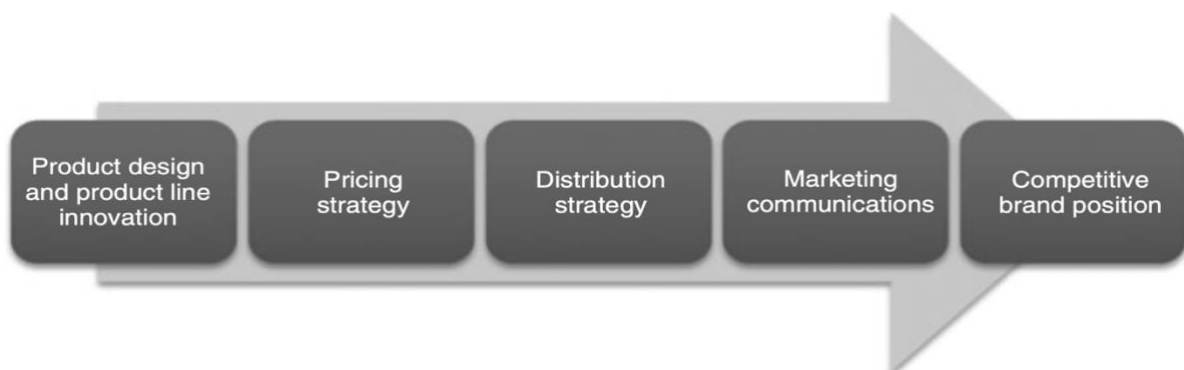 Product design
and product line
innovation
Pricing
strategy
Distribution
strategy
Marketing
communications
Competitive
brand position